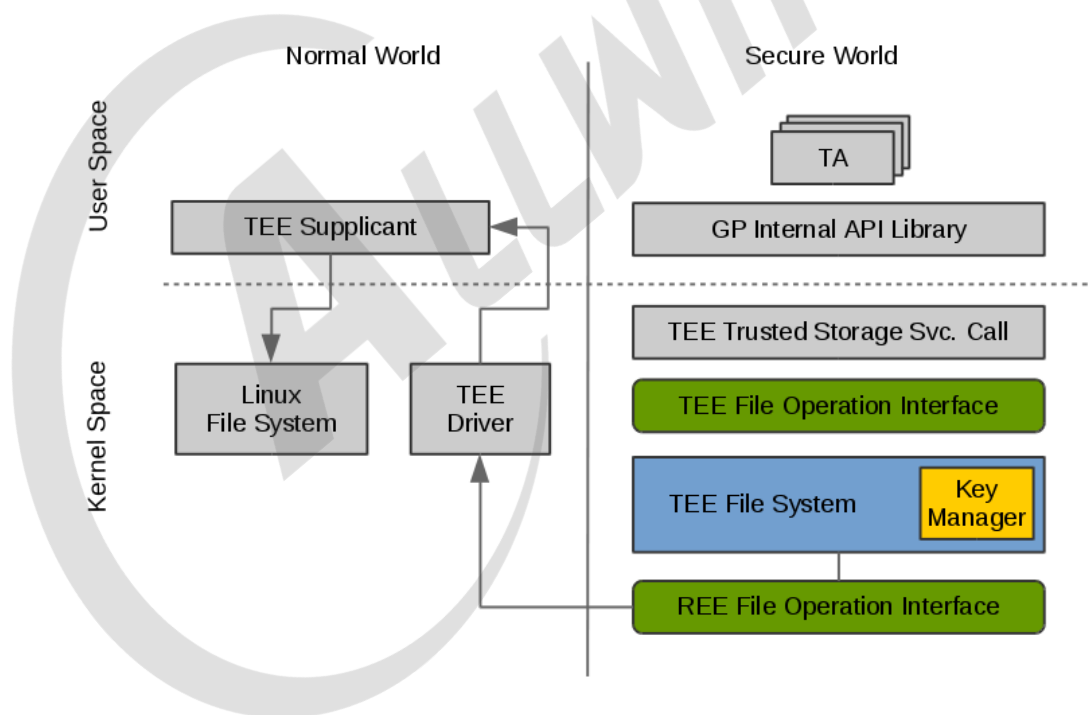 Normal World
Secure World
User Space
TA
TEE Supplicant
GP Internal API Library
Kernel Space
TEE Trusted Storage Svc. Call
Linux
File System
TEE
Driver
TEE File Operation Interface
TEE File System
Key
Manager
REE File Operation Interface